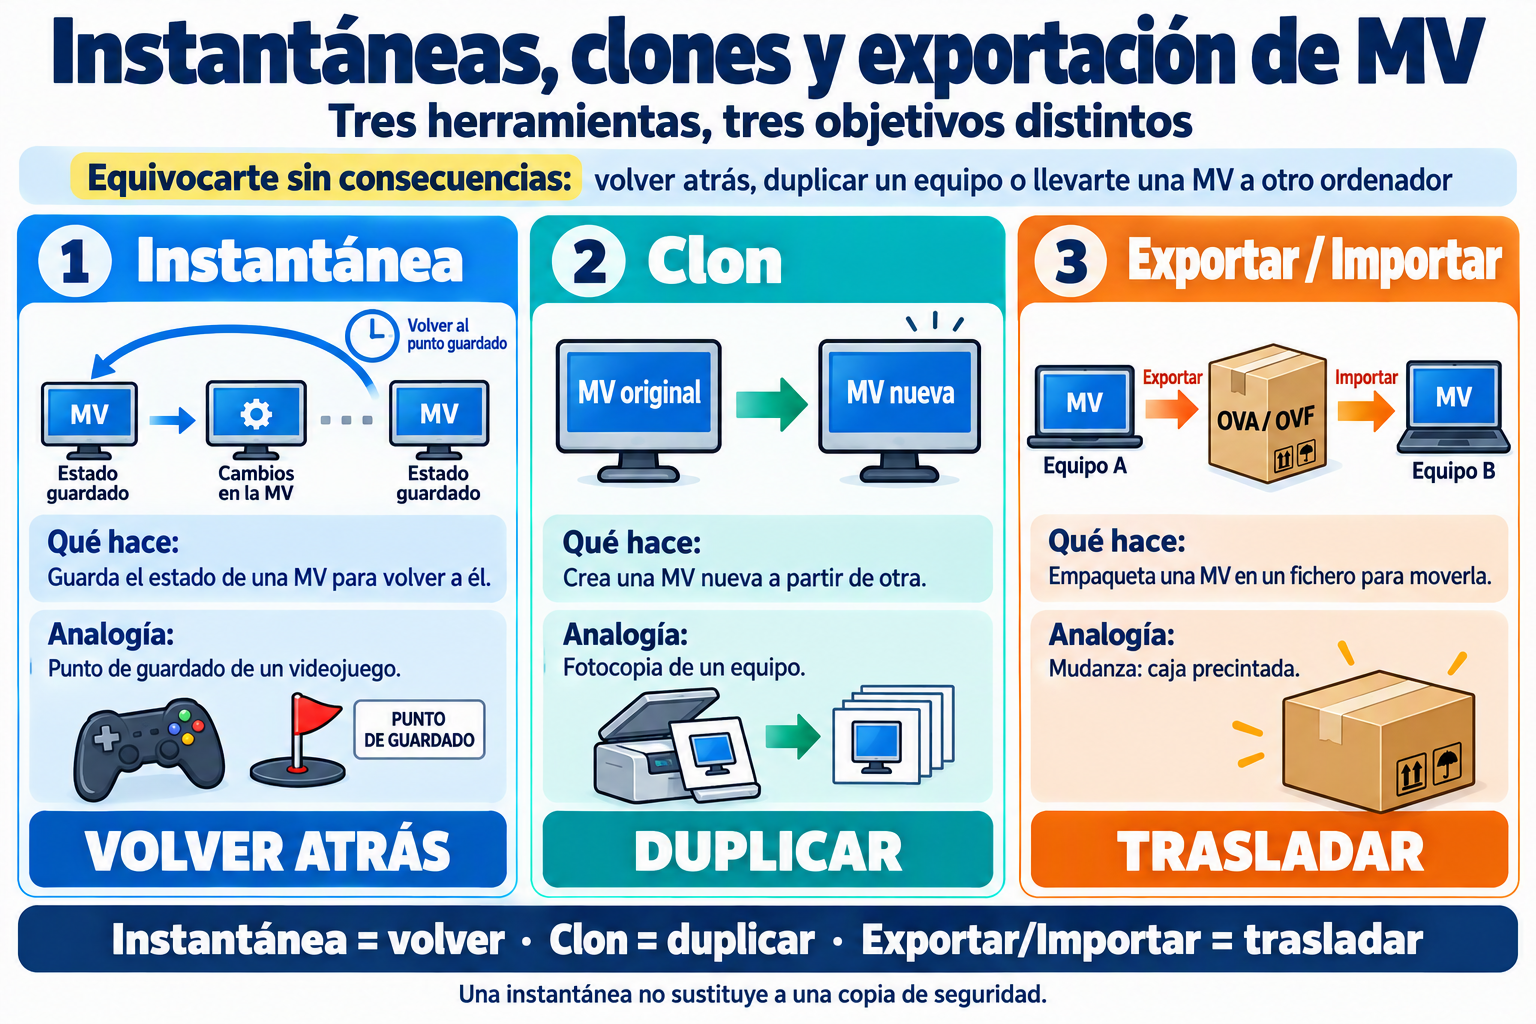 Instantáneas, clones y exportación de MV
Tres herramientas, tres objetivos distintos
Equivocarte sin consecuencias: volver atrás, duplicar un equipo o llevarte una MV a otro ordenador
1 Instantánea
Volver al
punto guardado
MV
MV
Estado
guardado
Cambios
en la MV
Estado
guardado
Qué hace:
Guarda el estado de una MV para volver a él.
Analogía:
Punto de guardado de un videojuego.
PUNTO
DE GUARDADO
VOLVER ATRÁS
2 Clon
MV original
MV nueva
Qué hace:
Crea una MV nueva a partir de otra.
Analogía:
Fotocopia de un equipo.
DUPLICAR
3 Exportar / Importar
MV
Exportar
OVA / OVF
Importar
MV
Equipo A
Equipo B
Qué hace:
Empaqueta una MV en un fichero para moverla.
Analogía:
Mudanza: caja precintada.
TRASLADAR
Instantánea = volver · Clon = duplicar · Exportar/Importar = trasladar
Una instantánea no sustituye a una copia de seguridad.